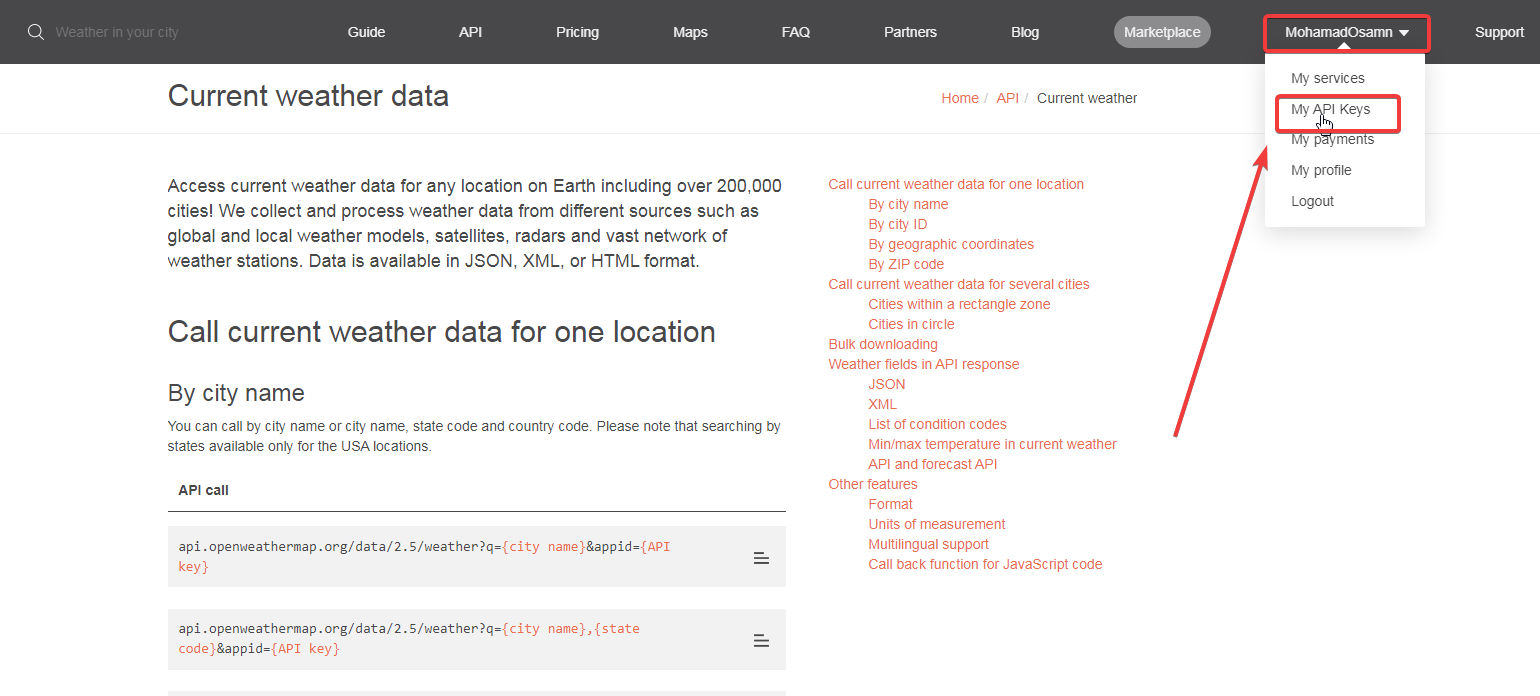 Weather in your city
Guide
API
Pricing
Maps
FAQ
Partners
Blog
Marketplace
MohamadOsamn
Support
My services
My API Keys
My payments
My profile
Logout
Current weather data
Home / API / Current weather
Access current weather data for any location on Earth including over 200,000
cities! We collect and process weather data from different sources such as
global and local weather models, satellites, radars and vast network of
weather stations. Data is available in JSON, XML, or HTML format.
Call current weather data for one location
By city name
You can call by city name or city name, state code and country code. Please note that searching by
states available only for the USA locations.
API call
api.openweathermap.org/data/2.5/weather?q={city name}&appid={API
key}
api.openweathermap.org/data/2.5/weather?q={city name},{state
code}&appid={API key}
Call current weather data for one location
By city name
By city ID
By geographic coordinates
By ZIP code
Call current weather data for several cities
Cities within a rectangle zone
Cities in circle
Bulk downloading
Weather fields in API response
JSON
XML
List of condition codes
Min/max temperature in current weather
API and forecast API
Other features
Format
Units of measurement
Multilingual support
Call back function for JavaScript code